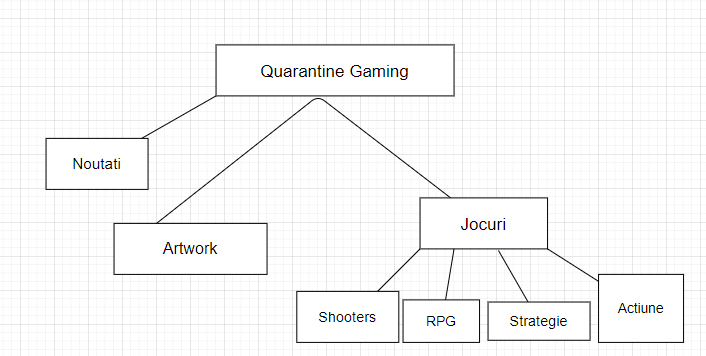 Quarantine Gaming
Noutati
Artwork
Jocuri
Shooters
RPG
Strategie
Actiune